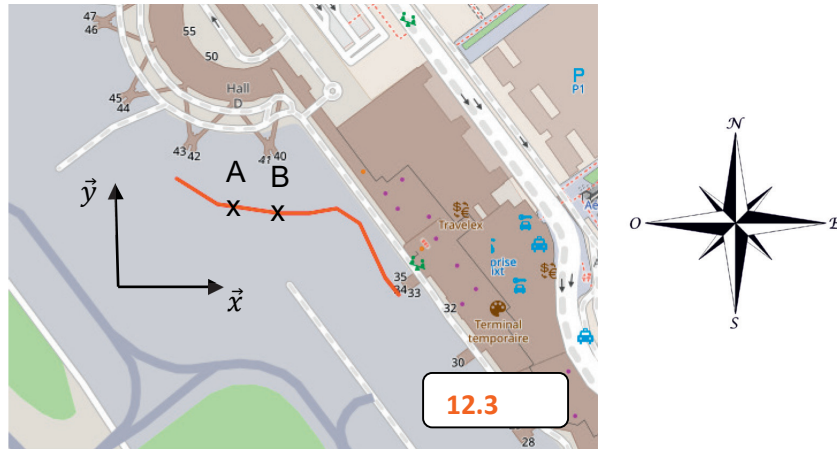 47
46
55
50
Hall
D
45
44
43 42
41 40
A
B
y
x
P
P1
Travelex
prise
ixt
35
34 33
32
Terminal
temporaire
30
28
12.3
N
O
E
S